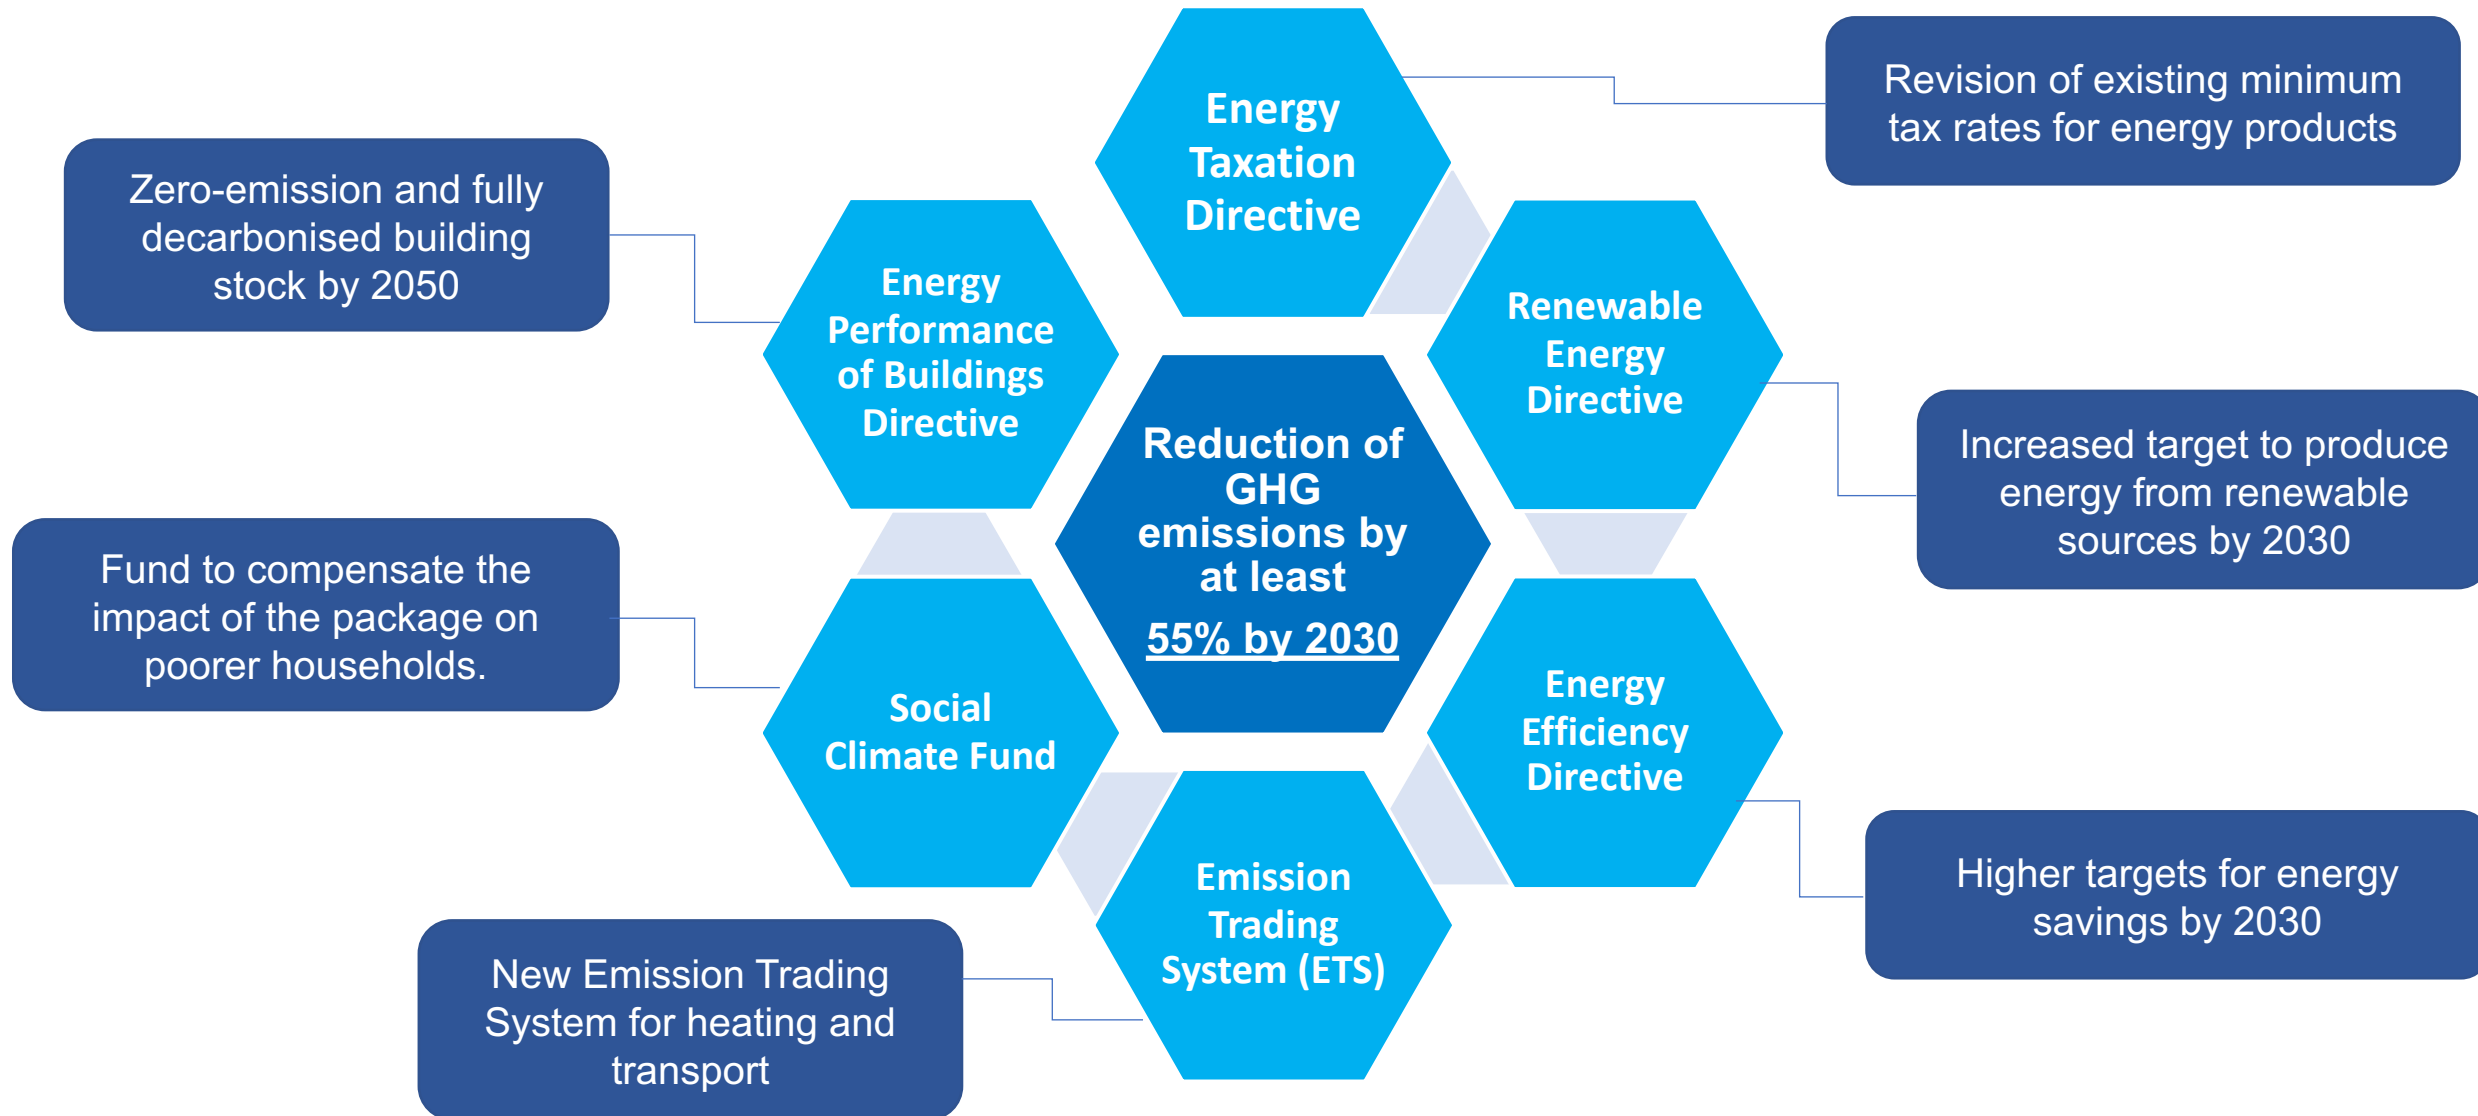 Energy
Taxation
Directive
Revision of existing minimum
tax rates for energy products
Zero-emission and fully
decarbonised building
stock by 2050
Energy
Performance
of Buildings
Directive
Renewable
Energy
Directive
Increased target to produce
energy from renewable
sources by 2030
Reduction of
GHG
emissions by
at least
55% by 2030
Fund to compensate the
impact of the package on
poorer households.
Social
Climate Fund
Energy
Efficiency
Directive
Higher targets for energy
savings by 2030
Emission
Trading
System (ETS)
New Emission Trading
System for heating and
transport